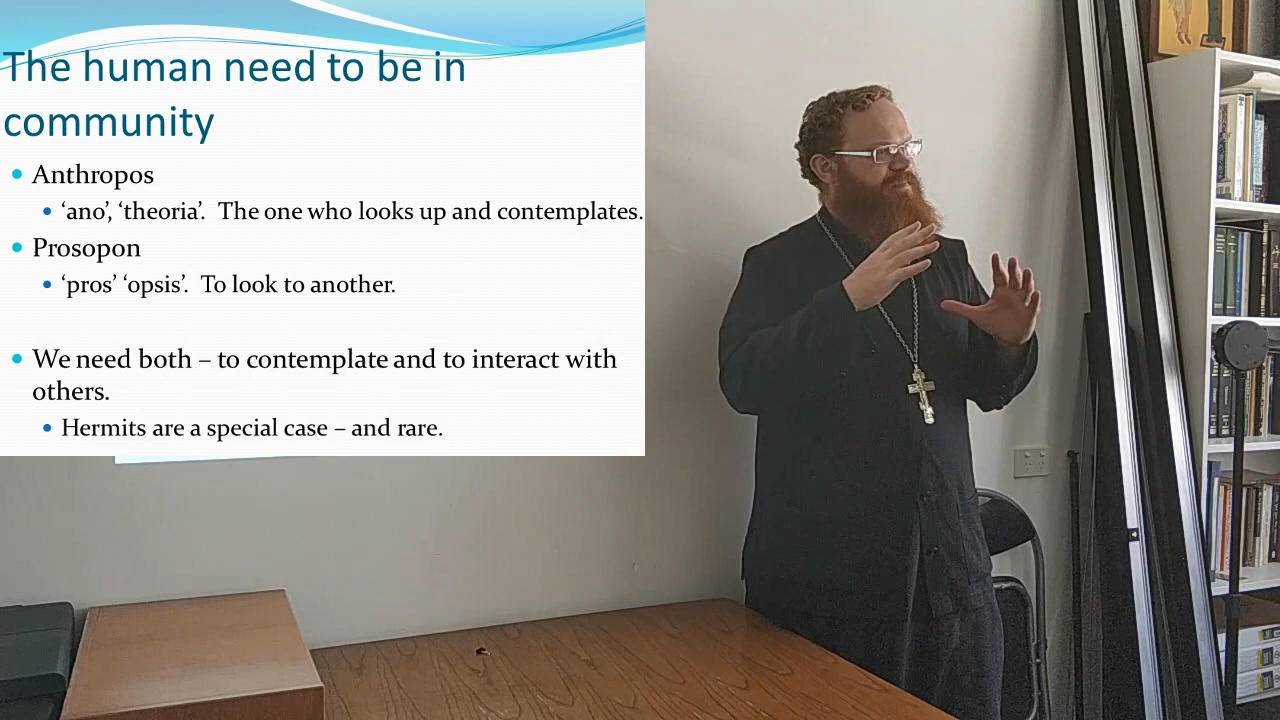 The human need to be in
community
Anthropos
‘ano’, ‘theoria’. The one who looks up and contemplates.
Prosopon
‘pros’ ‘opsis’. To look to another.
We need both – to contemplate and to interact with
others.
Hermits are a special case – and rare.